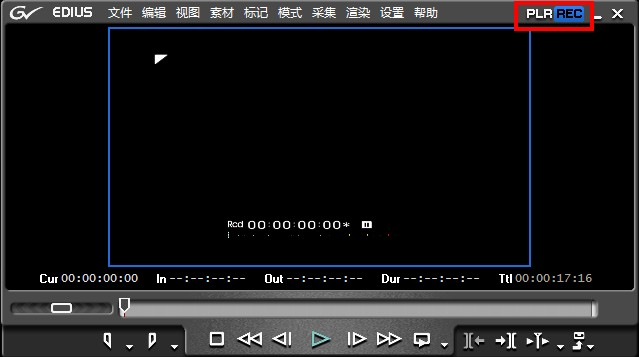 EDIUS 文件 编辑 视图 素材 标记 模式 采集 渲染 设置 帮助 PLR REC
Rcd 00:00:00:00*
Cur 00:00:00:00 In --:--:--:-- Out --:--:--:-- Dur --:--:--:-- Ttl 00:00:17:16